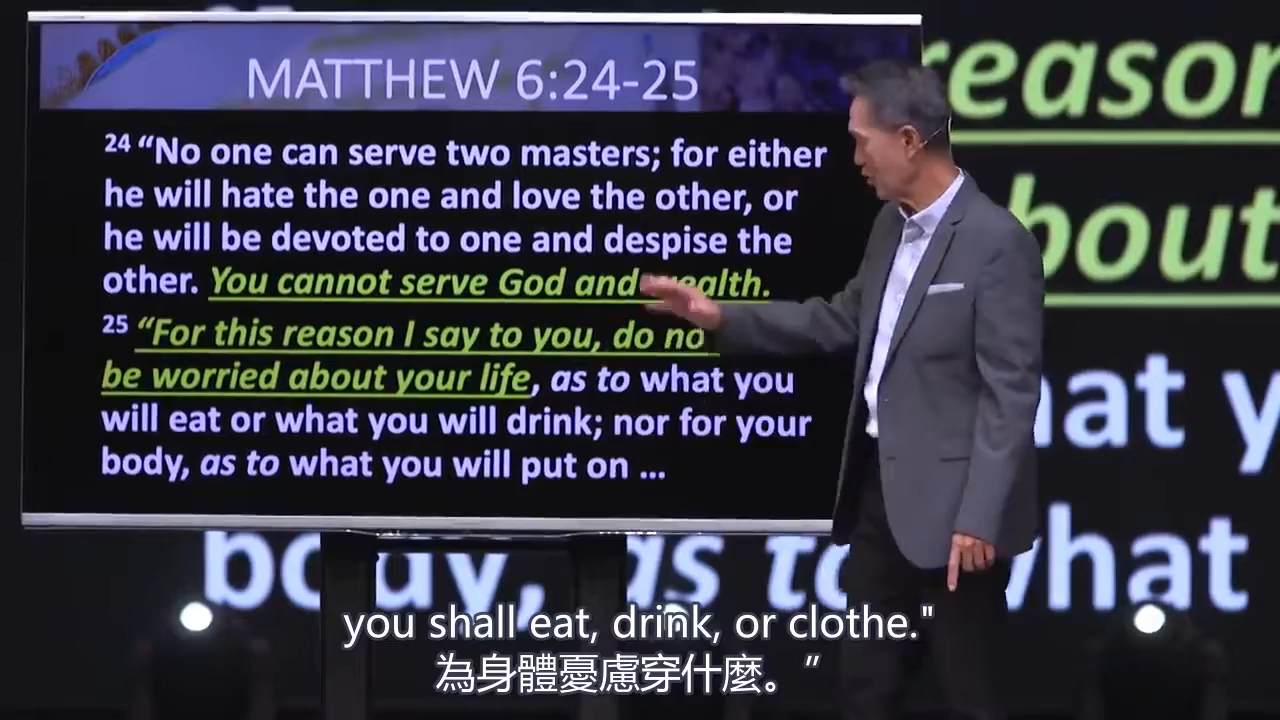 MATTHEW 6:24-25
24 “No one can serve two masters; for either
he will hate the one and love the other, or
he will be devoted to one and despise the
other. You cannot serve God and wealth.
25 “For this reason I say to you, do no
be worried about your life, as to what you
will eat or what you will drink; nor for your
body, as to what you will put on ...
reason
bout
hat y
body, as to what
you shall eat, drink, or clothe."
為身體憂慮穿什麼。”